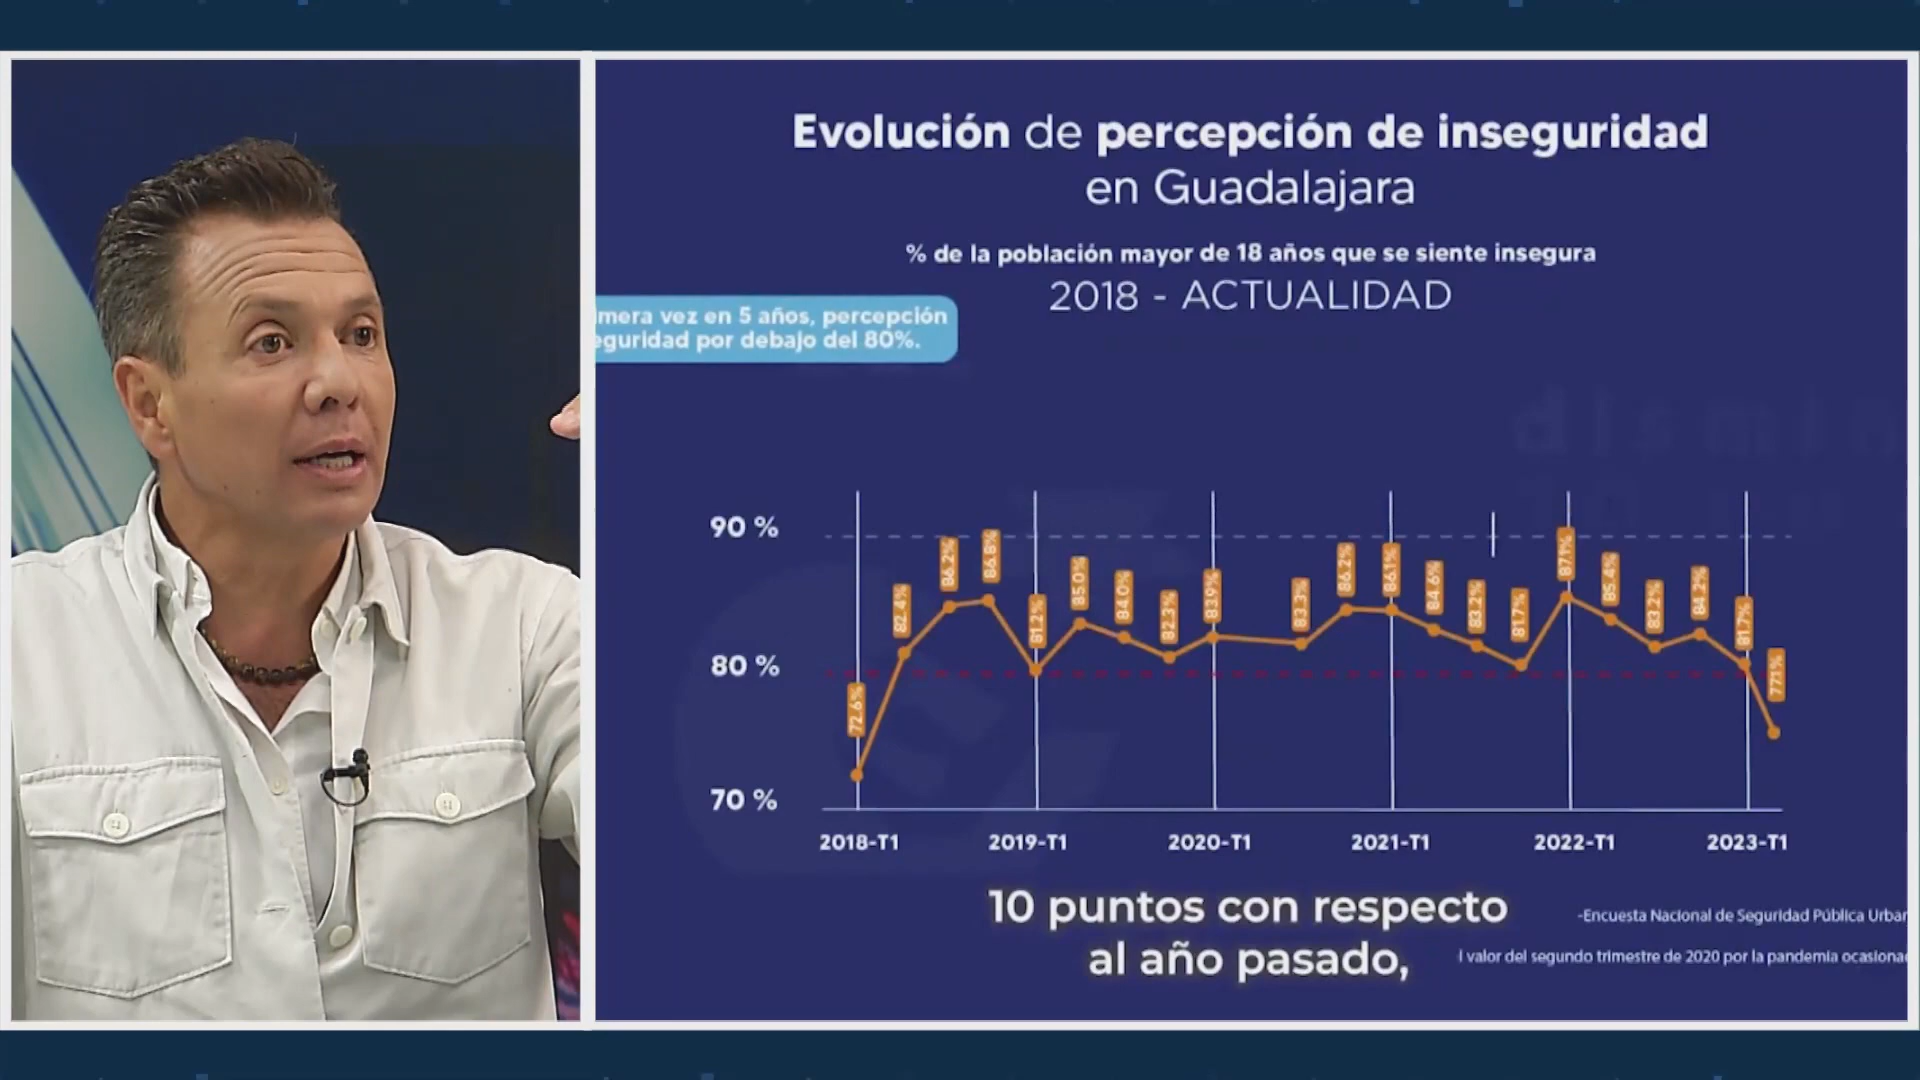 Evolución de percepción de inseguridad
en Guadalajara
% de la población mayor de 18 años que se siente insegura
2018 - ACTUALIDAD
mera vez en 5 años, percepción
eguridad por debajo del 80%.
90 %
80 %
70 %
72.6%
82.4%
86.2%
86.8%
81.2%
85.0%
84.0%
82.3%
83.9%
83.3%
86.2%
86.1%
84.6%
83.2%
81.7%
87.1%
85.4%
83.2%
84.2%
81.7%
77.1%
2018-T1
2019-T1
2020-T1
2021-T1
2022-T1
2023-T1
10 puntos con respecto
al año pasado,
-Encuesta Nacional de Seguridad Pública Urban
l valor del segundo trimestre de 2020 por la pandemia ocasiona